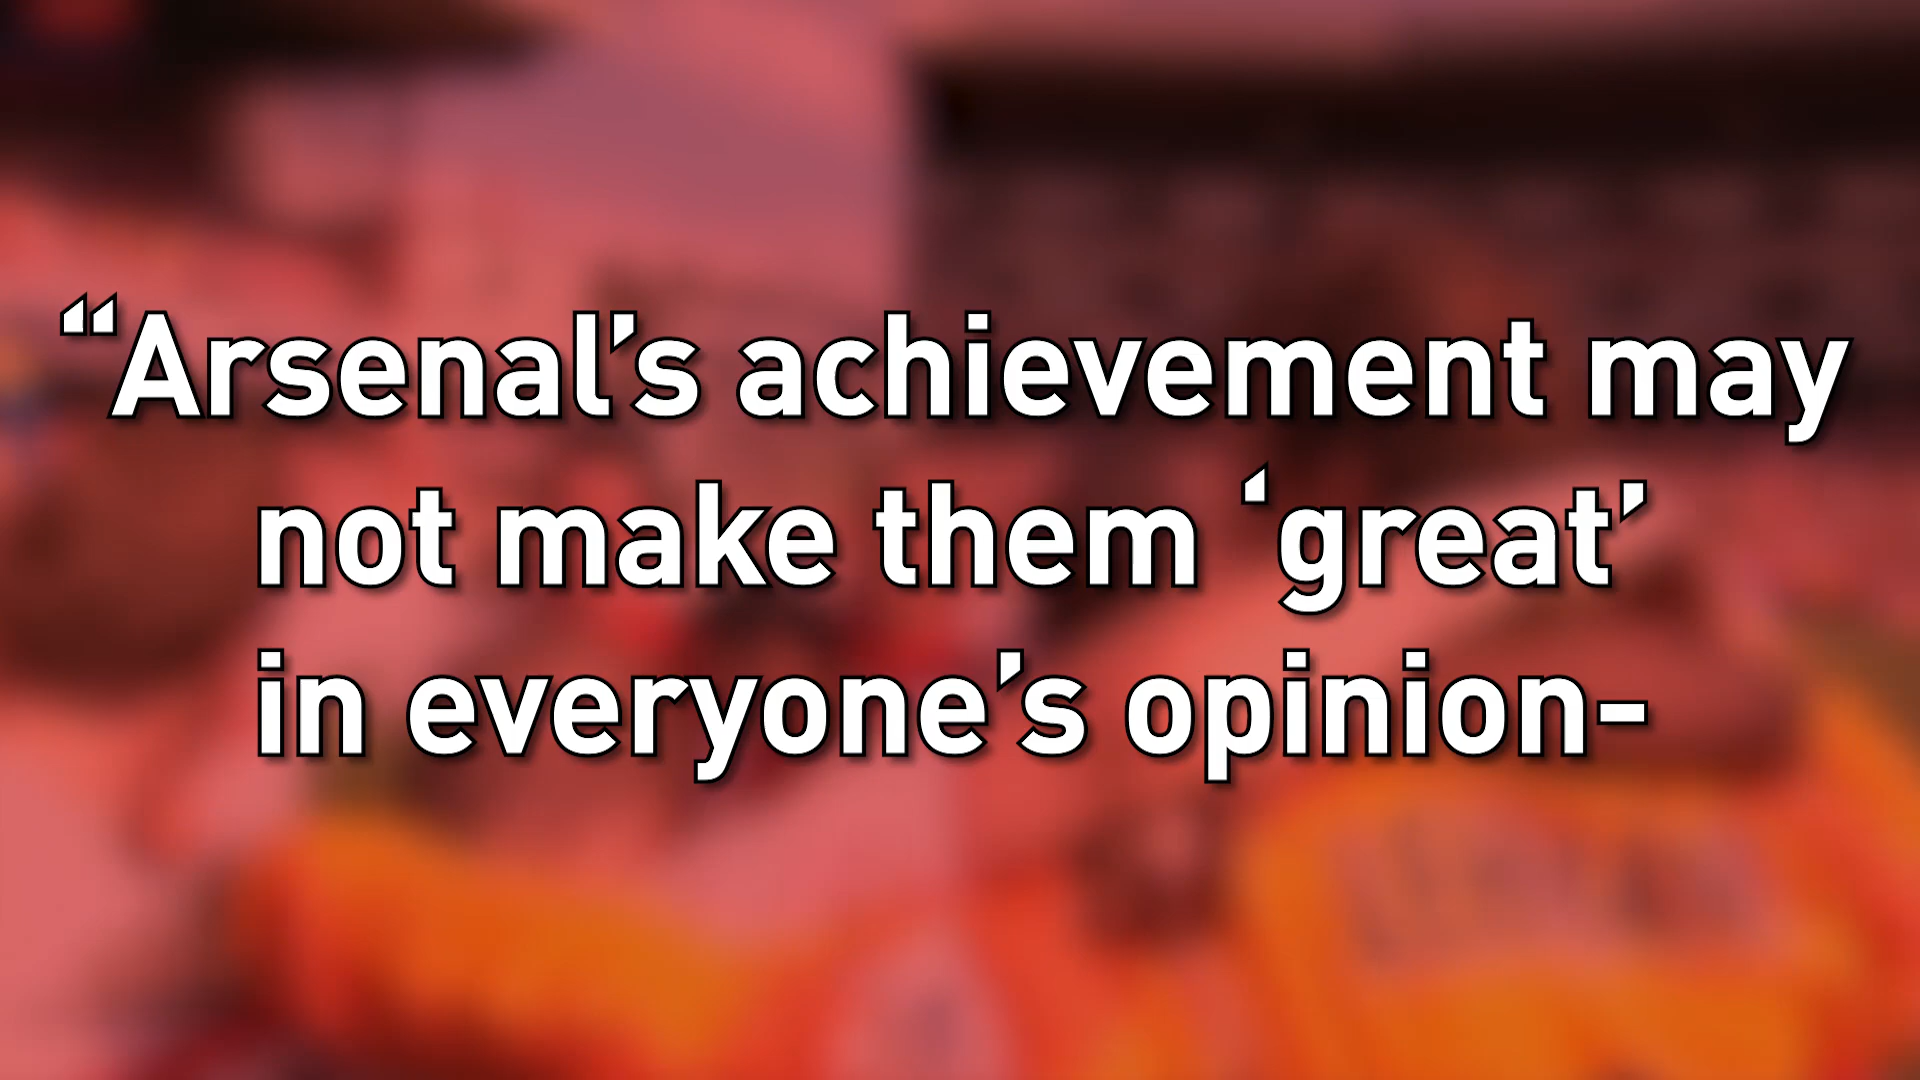 “Arsenal’s achievement may
not make them ‘great’
in everyone’s opinion-